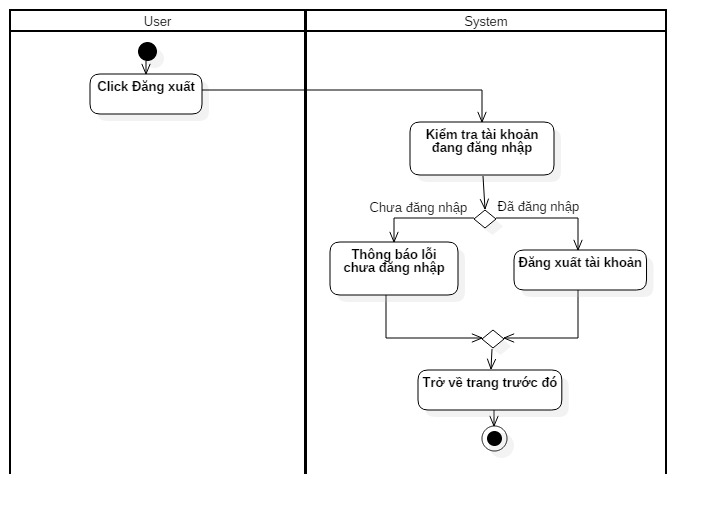 User
System
Click Đăng xuất
Kiểm tra tài khoản
đang đăng nhập
Chưa đăng nhập
Đã đăng nhập
Thông báo lỗi
chưa đăng nhập
Đăng xuất tài khoản
Trở về trang trước đó